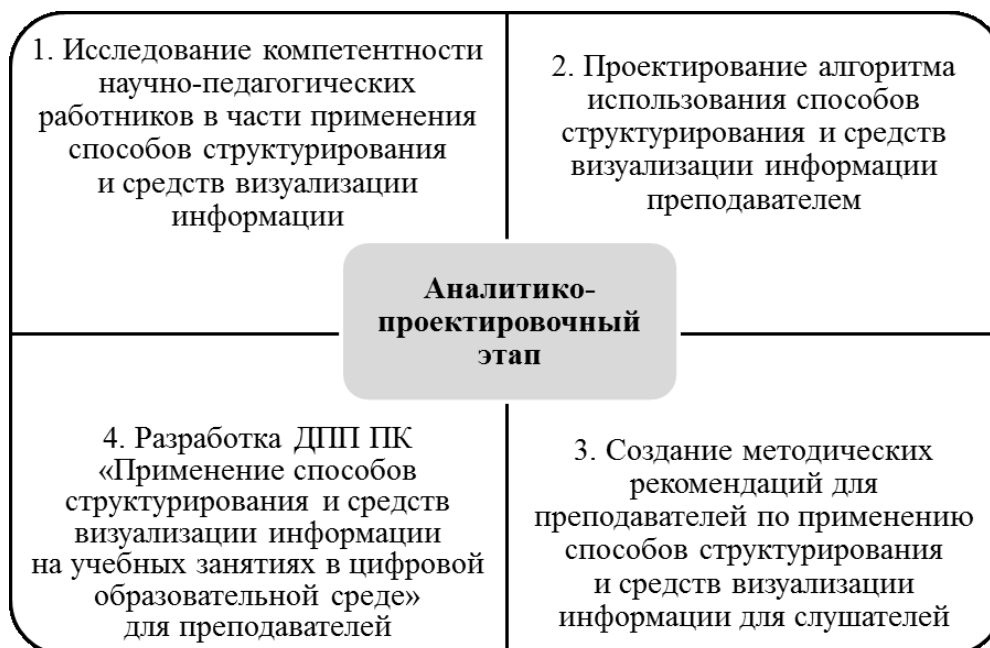 1. Исследование компетентности
научно-педагогических
работников в части применения
способов структурирования
и средств визуализации
информации
2. Проектирование алгоритма
использования способов
структурирования и средств
визуализации информации
преподавателем
Аналитико-
проектировочный
этап
4. Разработка ДПП ПК
«Применение способов
структурирования и средств
визуализации информации
на учебных занятиях в цифровой
образовательной среде»
для преподавателей
3. Создание методических
рекомендаций для
преподавателей по применению
способов структурирования
и средств визуализации
информации для слушателей